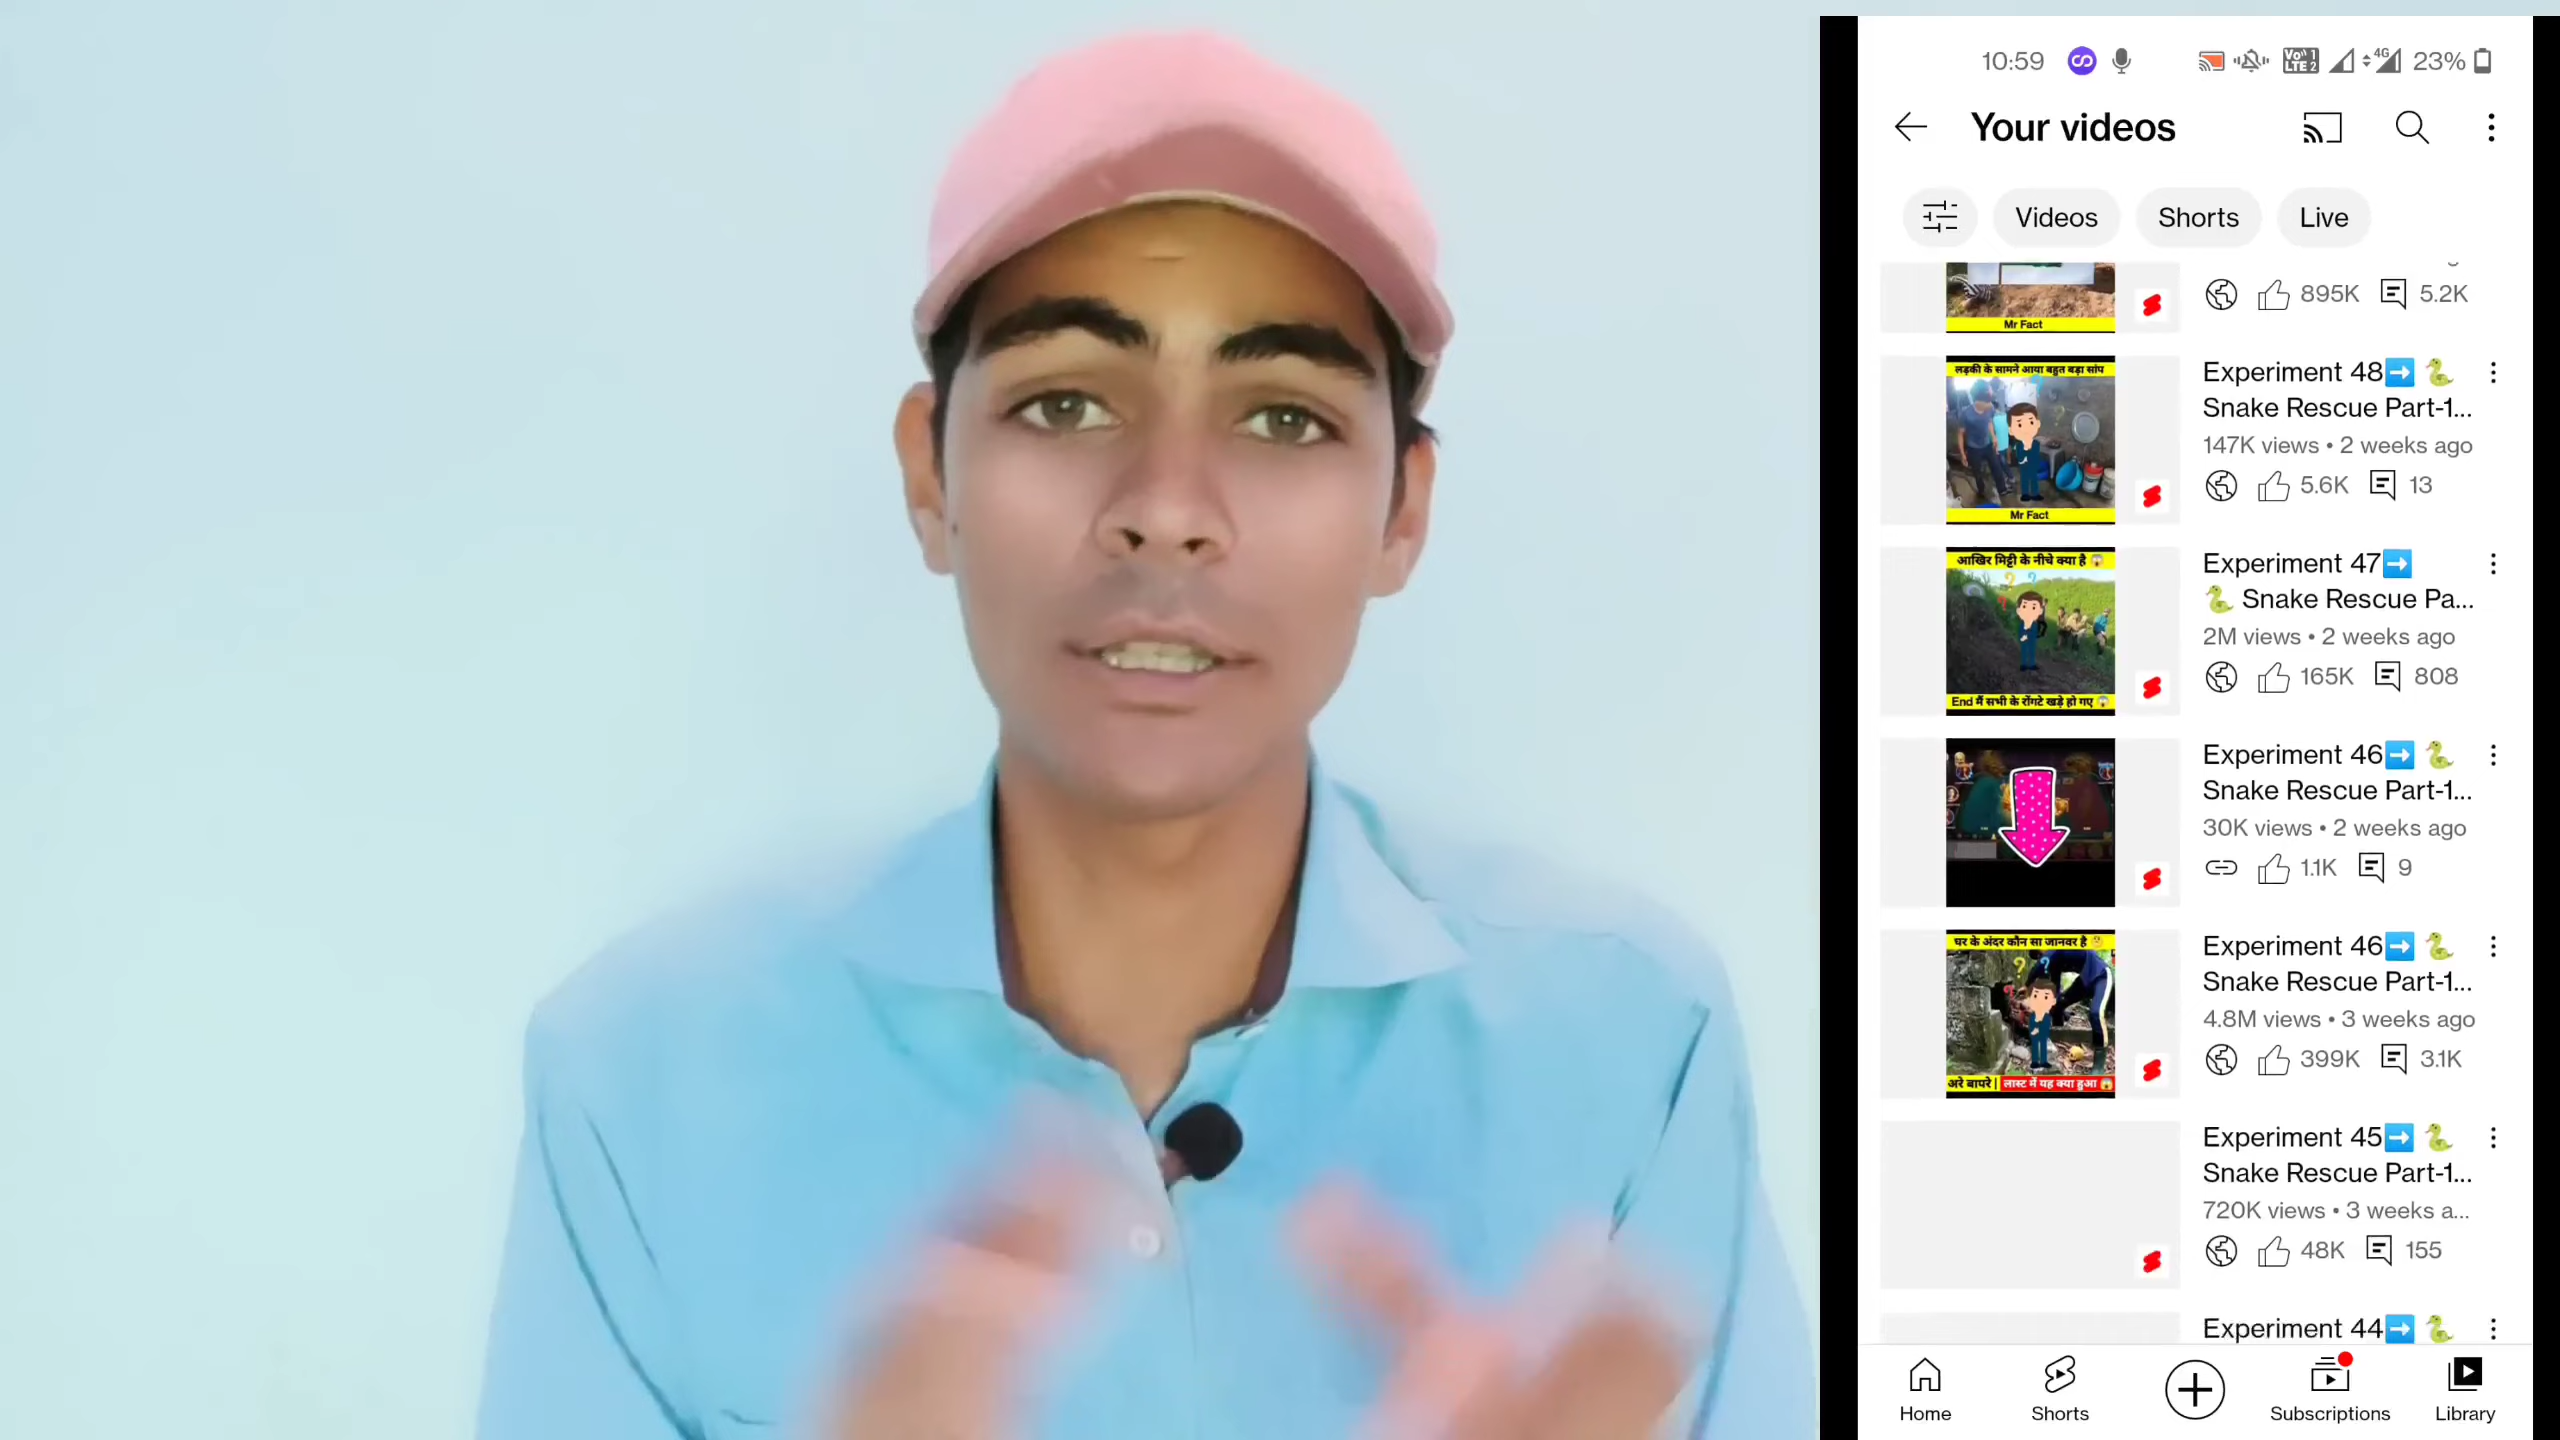 10:59
Vo)) 1
LTE 2
4G
23%
Your videos
Videos
Shorts
Live
895K
5.2K
Mr Fact
लड़की के सामने आया बहुत बड़ा सांप
Mr Fact
Experiment 48➡️ 🐍
Snake Rescue Part-1...
147K views • 2 weeks ago
5.6K
13
आखिर मिट्टी के नीचे क्या है 😱
End मैं सभी के रोंगटे खड़े हो गए 😱
Experiment 47➡️
🐍 Snake Rescue Pa...
2M views • 2 weeks ago
165K
808
Experiment 46➡️ 🐍
Snake Rescue Part-1...
30K views • 2 weeks ago
1.1K
9
घर के अंदर कौन सा जानवर है 🤔
अरे बापरे | लास्ट में यह क्या हुआ 😱
Experiment 46➡️ 🐍
Snake Rescue Part-1...
4.8M views • 3 weeks ago
399K
3.1K
Experiment 45➡️ 🐍
Snake Rescue Part-1...
720K views • 3 weeks a...
48K
155
Experiment 44➡️ 🐍
Home
Shorts
Subscriptions
Library